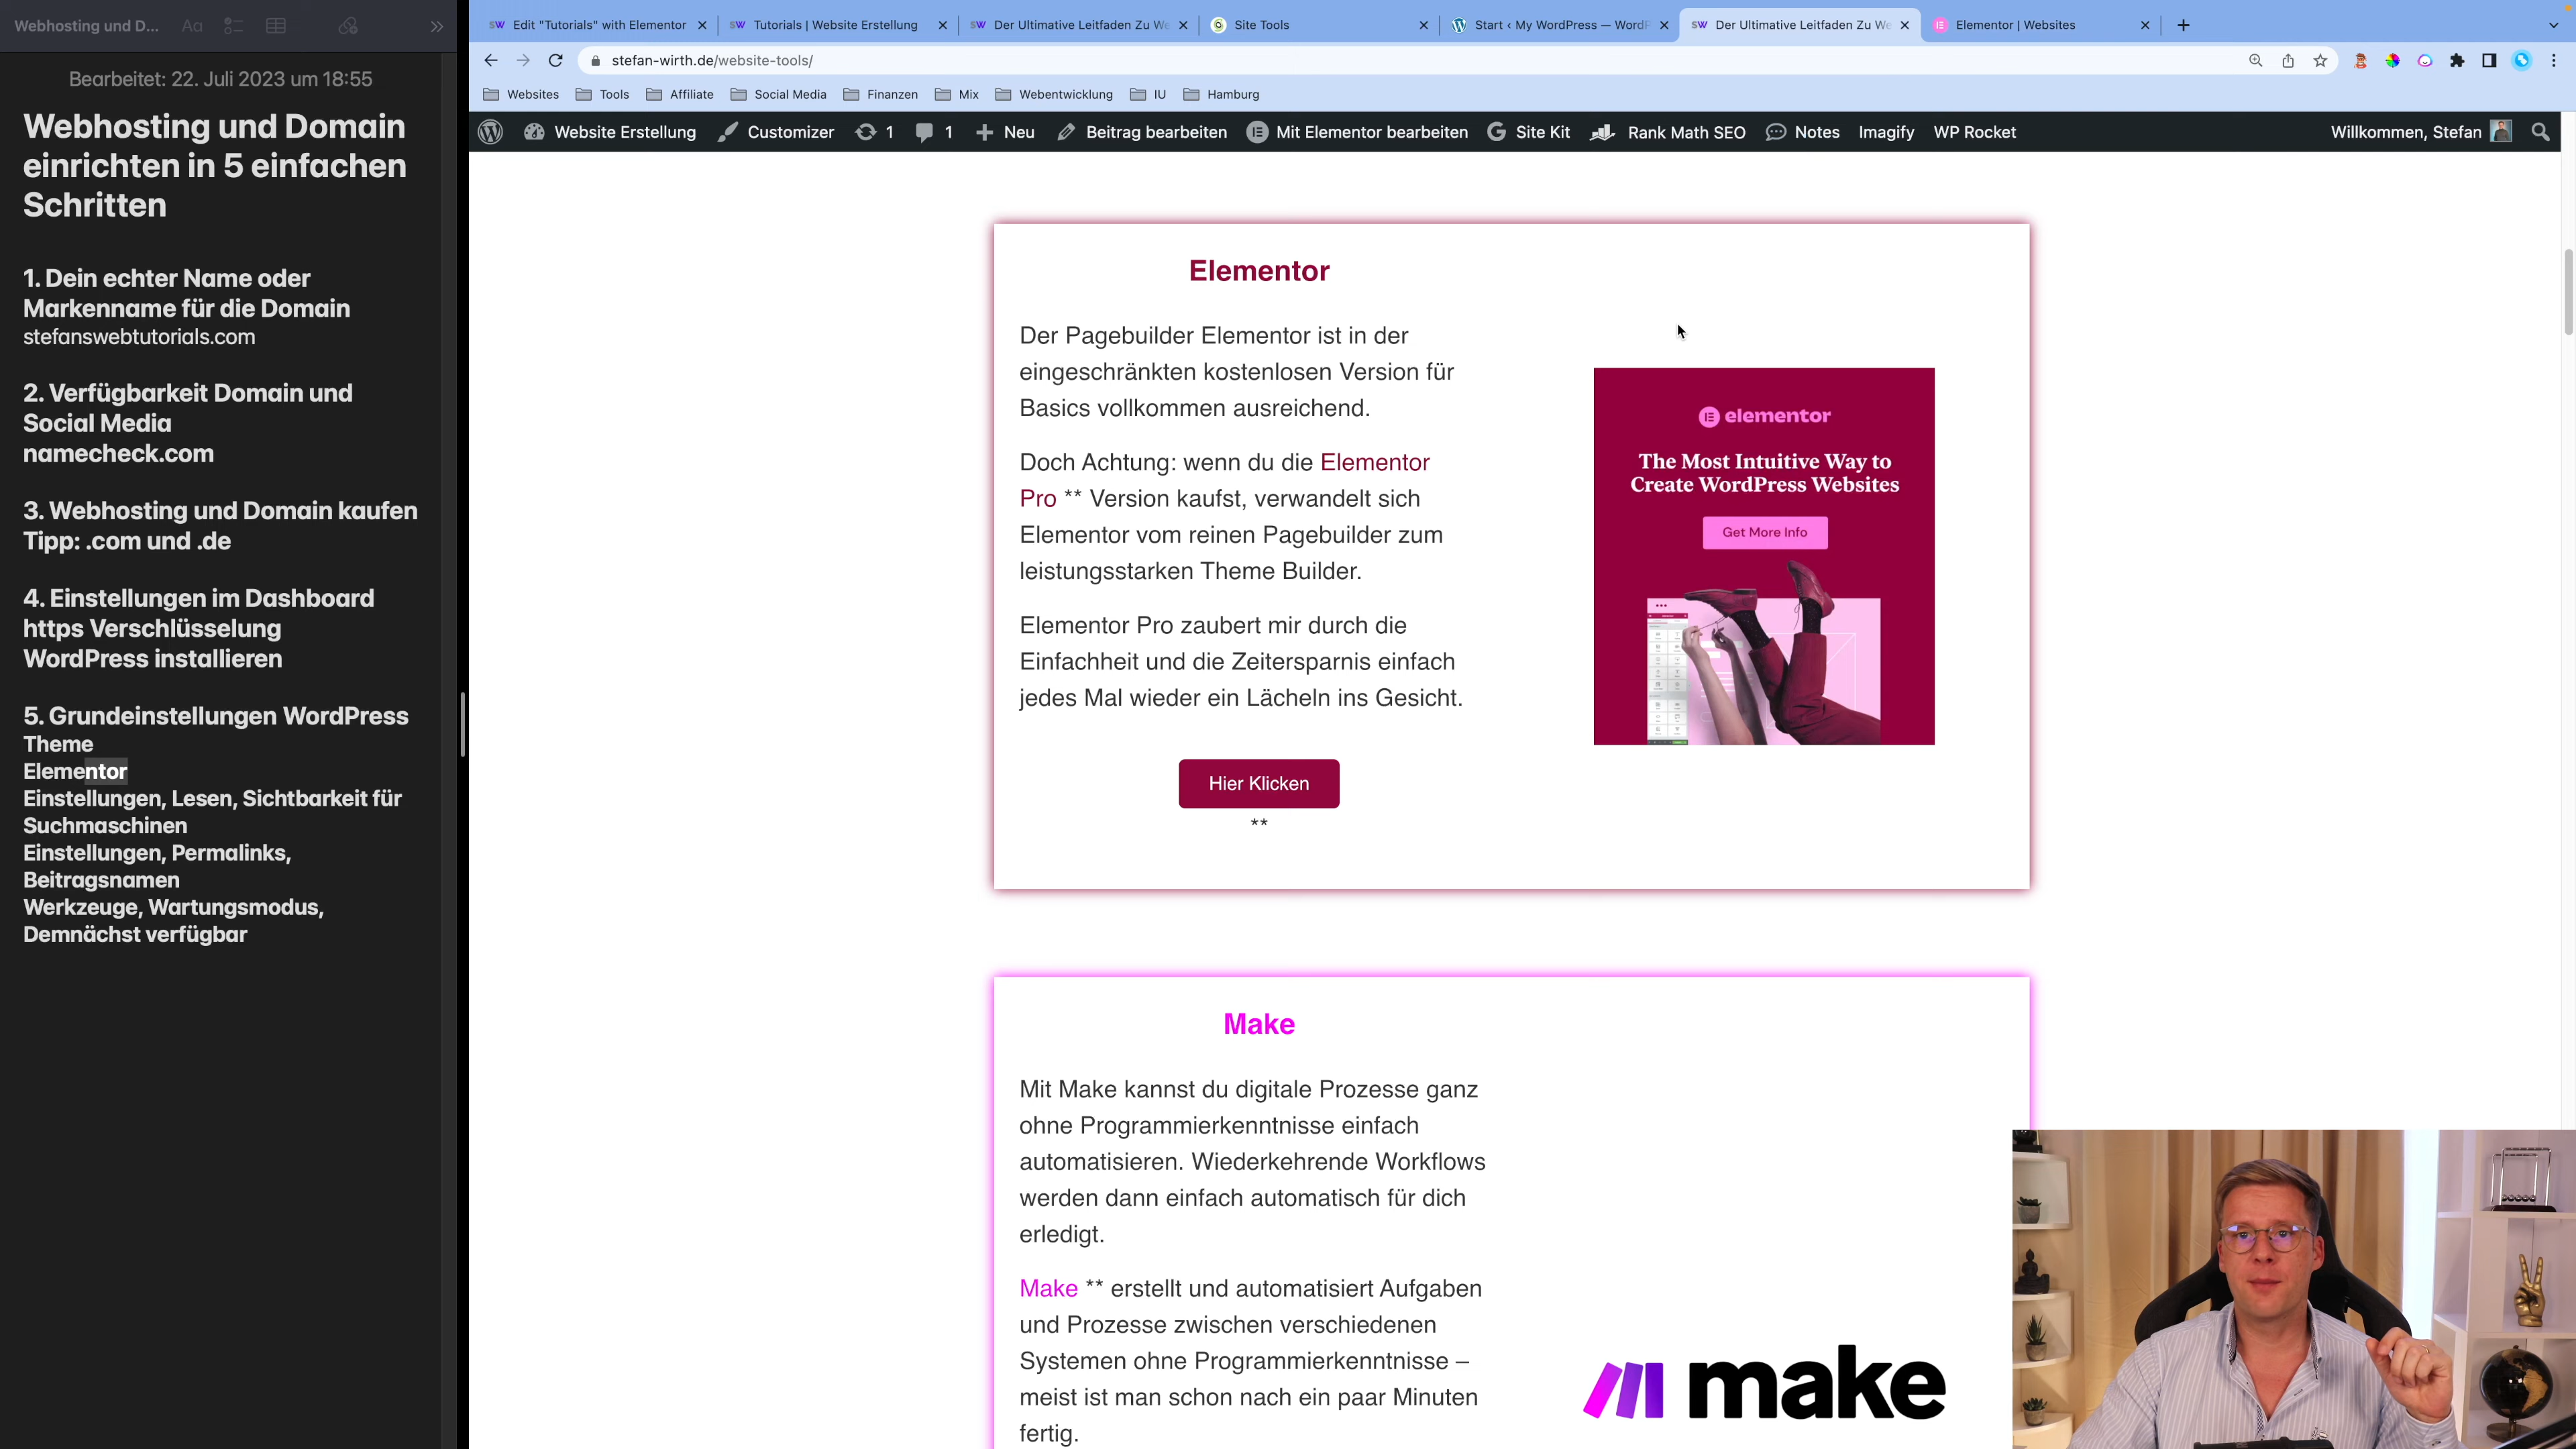 Webhosting und D...
Aa
Bearbeitet: 22. Juli 2023 um 18:55
Webhosting und Domain
einrichten in 5 einfachen
Schritten
1. Dein echter Name oder
Markenname für die Domain
stefanswebtutorials.com
2. Verfügbarkeit Domain und
Social Media
namecheck.com
3. Webhosting und Domain kaufen
Tipp: .com und .de
4. Einstellungen im Dashboard
https Verschlüsselung
WordPress installieren
5. Grundeinstellungen WordPress
Theme
Elementor
Einstellungen, Lesen, Sichtbarkeit für
Suchmaschinen
Einstellungen, Permalinks,
Beitragsnamen
Werkzeuge, Wartungsmodus,
Demnächst verfügbar
Edit "Tutorials" with Elementor
Tutorials | Website Erstellung
Der Ultimative Leitfaden Zu We
Site Tools
Start ‹ My WordPress — WordP
Der Ultimative Leitfaden Zu We
Elementor | Websites
stefan-wirth.de/website-tools/
Websites Tools Affiliate Social Media Finanzen Mix Webentwicklung IU Hamburg
Website Erstellung Customizer 1 1 Neu Beitrag bearbeiten Mit Elementor bearbeiten Site Kit Rank Math SEO Notes Imagify WP Rocket Willkommen, Stefan
Elementor
Der Pagebuilder Elementor ist in der
eingeschränkten kostenlosen Version für
Basics vollkommen ausreichend.
Doch Achtung: wenn du die Elementor
Pro ** Version kaufst, verwandelt sich
Elementor vom reinen Pagebuilder zum
leistungsstarken Theme Builder.
Elementor Pro zaubert mir durch die
Einfachheit und die Zeitersparnis einfach
jedes Mal wieder ein Lächeln ins Gesicht.
Hier Klicken
**
elementor
The Most Intuitive Way to
Create WordPress Websites
Get More Info
Make
Mit Make kannst du digitale Prozesse ganz
ohne Programmierkenntnisse einfach
automatisieren. Wiederkehrende Workflows
werden dann einfach automatisch für dich
erledigt.
Make ** erstellt und automatisiert Aufgaben
und Prozesse zwischen verschiedenen
Systemen ohne Programmierkenntnisse –
meist ist man schon nach ein paar Minuten
fertig.
make